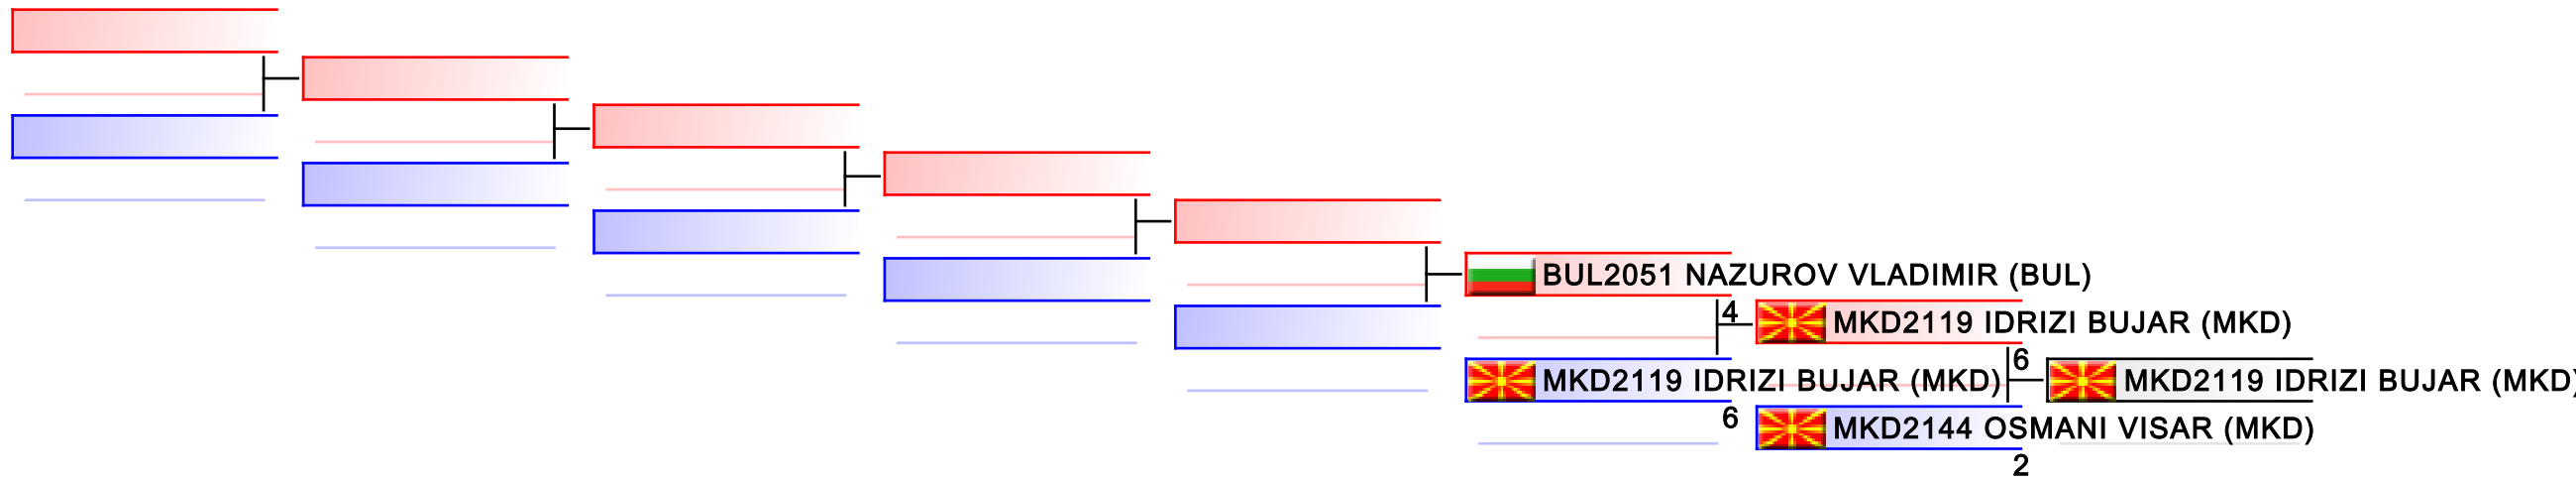 BUL2051 NAZUROV VLADIMIR (BUL)
4
MKD2119 IDRIZI BUJAR (MKD)
6
MKD2119 IDRIZI BUJAR (MKD)
MKD2119 IDRIZI BUJAR (MKD)
6
MKD2144 OSMANI VISAR (MKD)
2